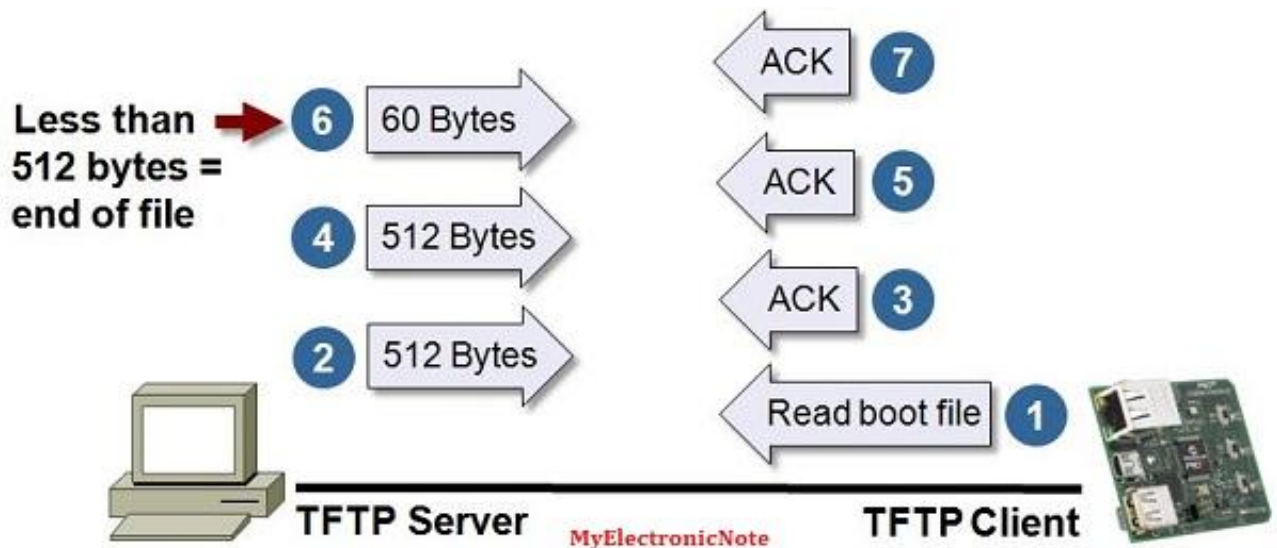 ACK 7
Less than
512 bytes =
end of file
6 60 Bytes
ACK 5
4 512 Bytes
ACK 3
2 512 Bytes
Read boot file 1
TFTP Server
TFTP Client
MyElectronicNote